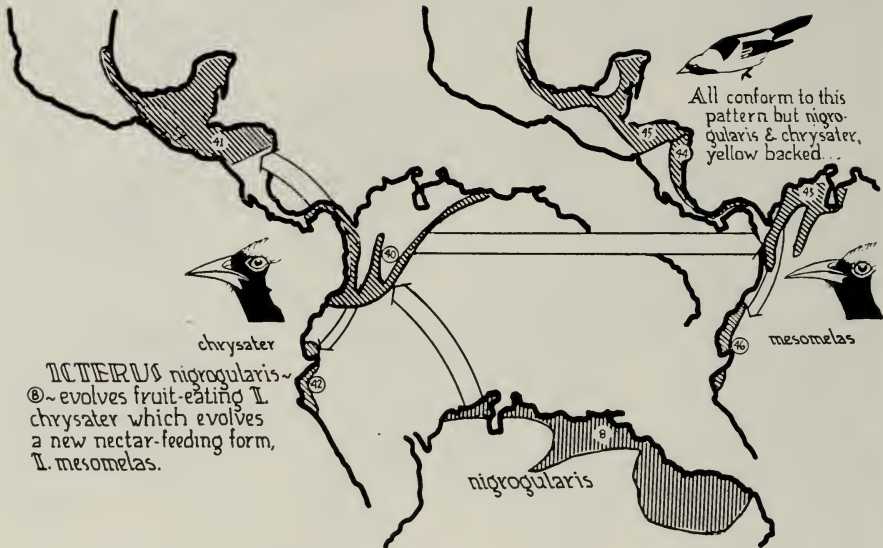 All conform to this
pattern but nigro-
gularis & chrysater,
yellow backed...
41
45
44
43
40
chrysater
mesomelas
46
42
ICTERUS nigrogularis~
8~ evolves fruit-eating I.
chrysater which evolves
a new nectar-feeding form,
I. mesomelas.
8
nigrogularis